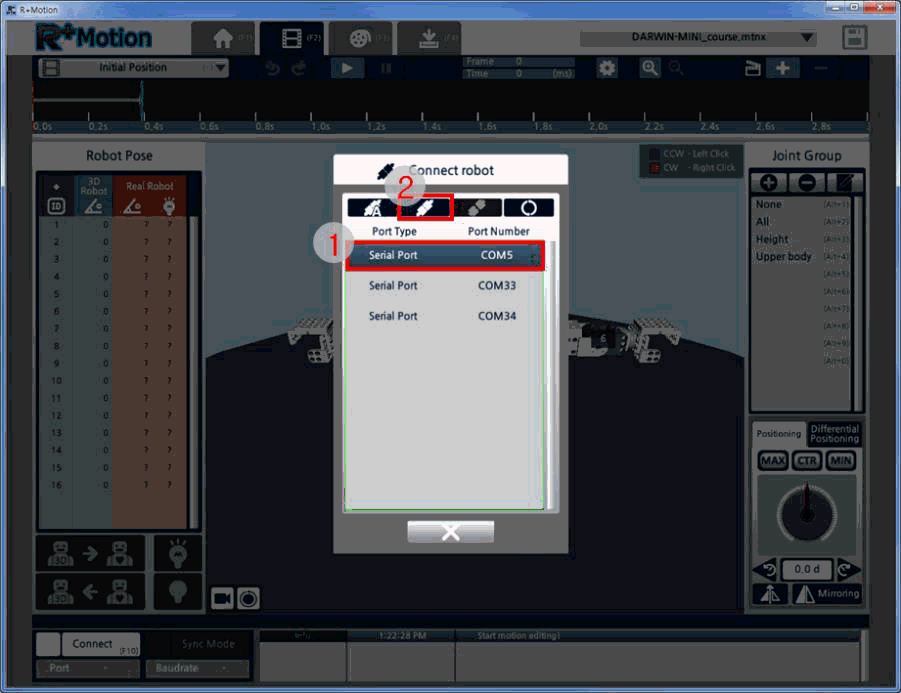 R+Motion
R+Motion
(F1)
(F2)
(F3)
(F4)
DARWIN-MINI_course.mtnx
Initial Position
Frame 0
Time 0 (ms)
0,0s 0,2s 0,4s 0,6s 0,8s 1,0s 1,2s 1,4s 1,6s 1,8s 2,0s 2,2s 2,4s 2,6s 2,8s 3,
Robot Pose
3D Robot
Real Robot
ID
1 0 ? ?
2 0 ? ?
3 0 ? ?
4 0 ? ?
5 0 ? ?
6 0 ? ?
7 0 ? ?
8 0 ? ?
9 0 ? ?
10 0 ? ?
11 0 ? ?
12 0 ? ?
13 0 ? ?
14 0 ? ?
15 0 ? ?
16 0 ? ?
3D
3D
CCW - Left Click
CW - Right Click
6
2
Connect robot
A
Port Type Port Number
1
Serial Port COM5
Serial Port COM33
Serial Port COM34
Joint Group
None (Alt+1)
All (Alt+2)
Height (Alt+3)
Upper body (Alt+4)
(Alt+5)
(Alt+6)
(Alt+7)
(Alt+8)
(Alt+9)
(Alt+0)
Positioning
Differential Positioning
MAX CTR MIN
0.0 d
Mirroring
Connect
[F10]
Sync Mode
Port -
Baudrate -
Info 1:22:28 PM Start motion editing!